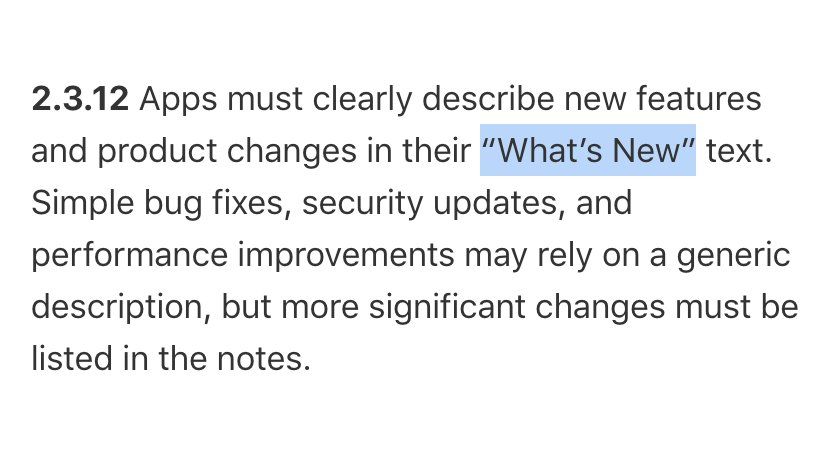 2.3.12 Apps must clearly describe new features
and product changes in their “What’s New” text.
Simple bug fixes, security updates, and
performance improvements may rely on a generic
description, but more significant changes must be
listed in the notes.